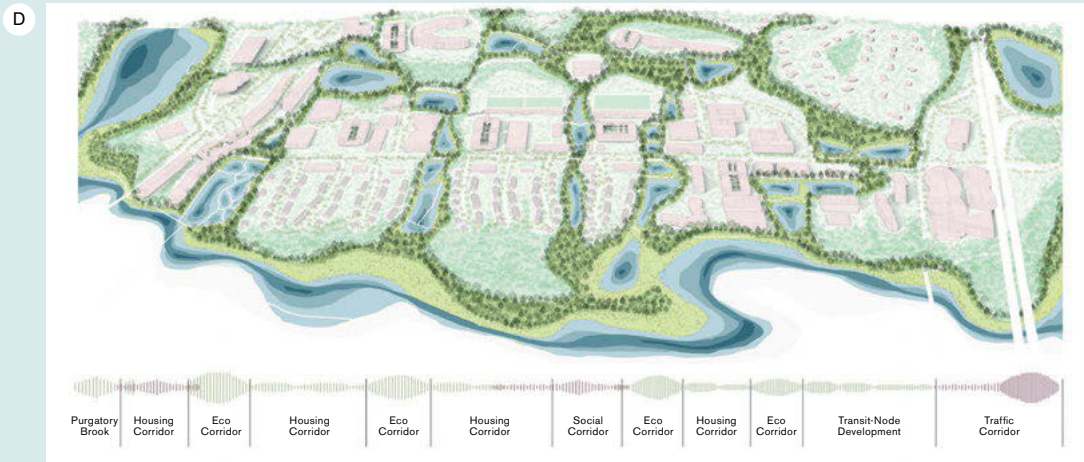 D
Purgatory
Brook
Housing
Corridor
Eco
Corridor
Housing
Corridor
Eco
Corridor
Housing
Corridor
Social
Corridor
Eco
Corridor
Housing
Corridor
Eco
Corridor
Transit-Node
Development
Traffic
Corridor